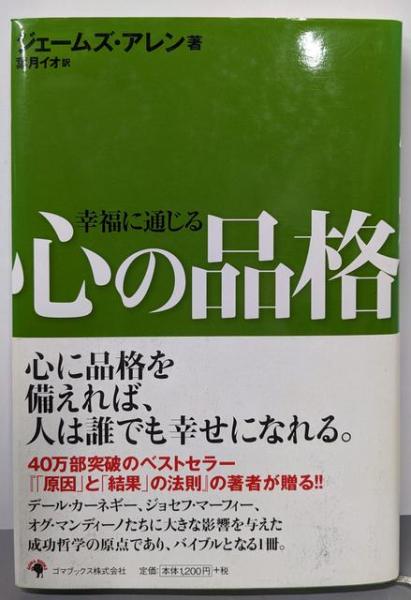 ジェームズ・アレン著
葉月イオ訳
幸福に通じる
心の品格
心に品格を
備えれば、
人は誰でも幸せになれる。
40万部突破のベストセラー
『「原因」と「結果」の法則』の著者が贈る!!
デール・カーネギー、ジョセフ・マーフィー、
オグ・マンディーノたちに大きな影響を与えた
成功哲学の原点であり、バイブルとなる1冊。
ゴマブックス株式会社 定価:本体1,200円+税